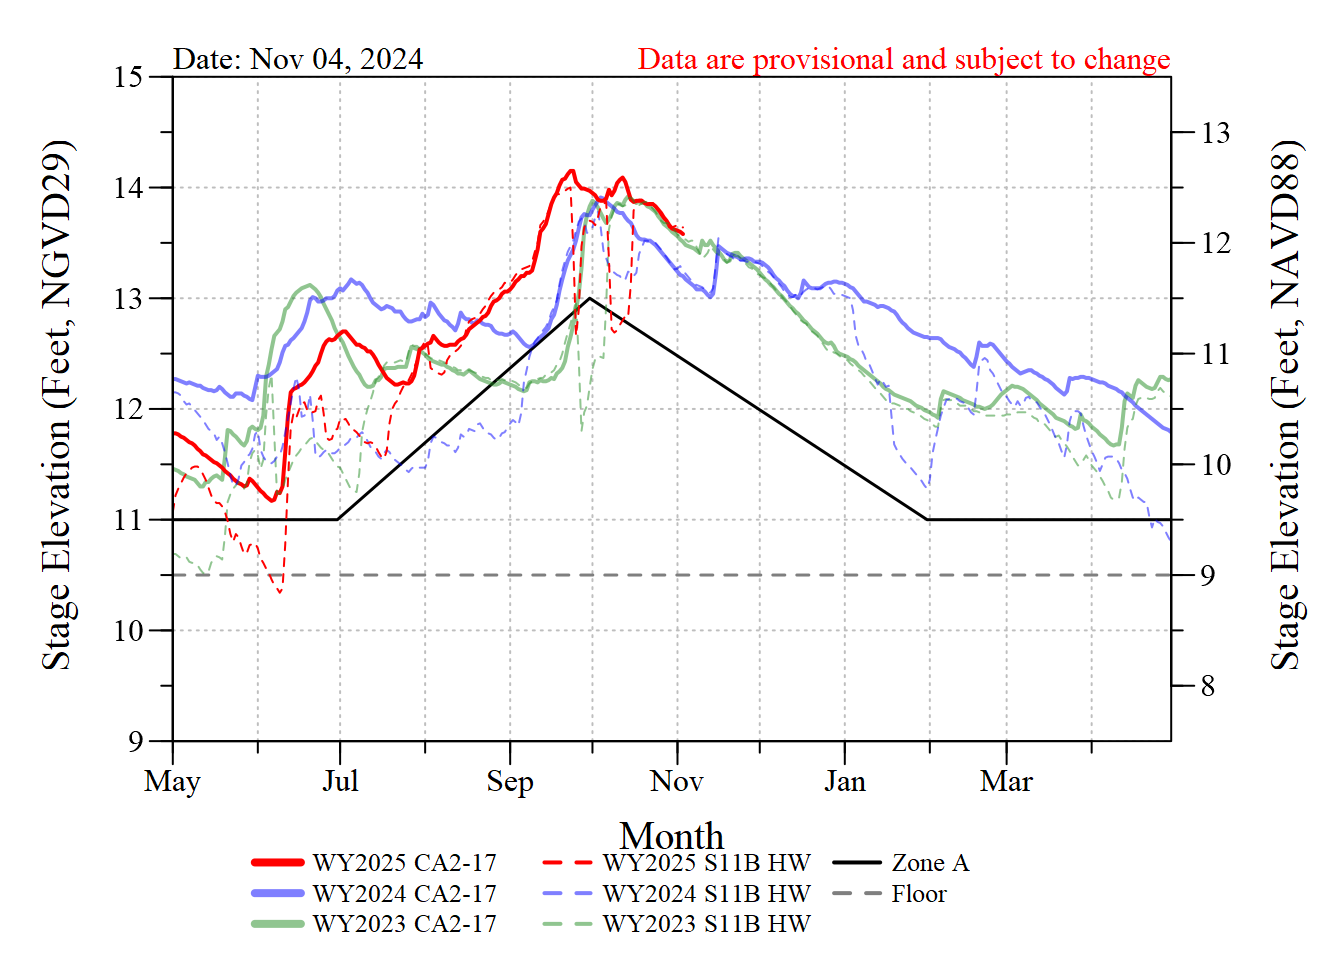 Date: Nov 04, 2024
Data are provisional and subject to change
15
14
13
12
11
10
9
Stage Elevation (Feet, NGVD29)
13
12
11
10
9
8
Stage Elevation (Feet, NAVD88)
May Jul Sep Nov Jan Mar
Month
WY2025 CA2-17 WY2025 S11B HW Zone A
WY2024 CA2-17 WY2024 S11B HW Floor
WY2023 CA2-17 WY2023 S11B HW